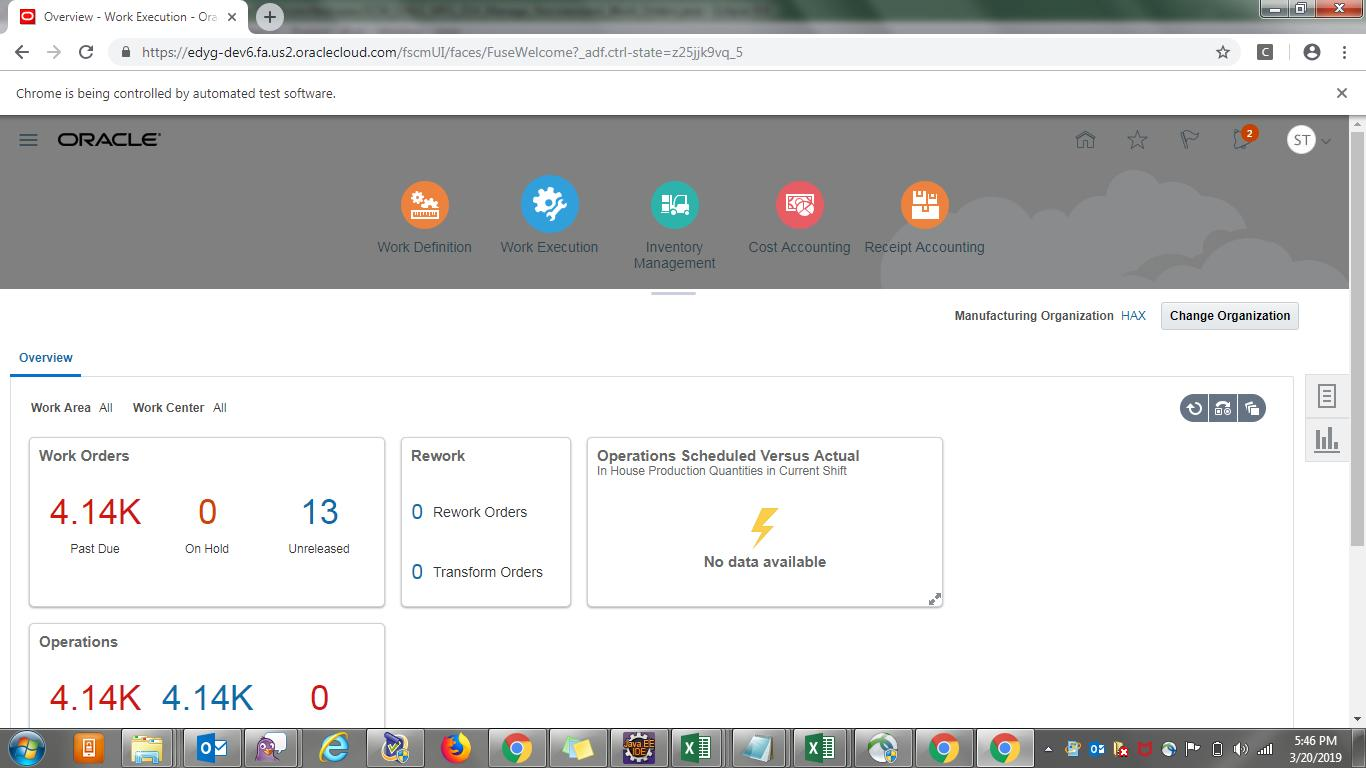 Overview - Work Execution - Ora
https://edyg-dev6.fa.us2.oraclecloud.com/fscmUI/faces/FuseWelcome?_adf.ctrl-state=z25jjk9vq_5
C
Chrome is being controlled by automated test software.
ORACLE
2
ST
Work Definition
Work Execution
Inventory
Management
Cost Accounting
Receipt Accounting
Manufacturing Organization HAX
Change Organization
Overview
Work Area All
Work Center All
Work Orders
4.14K
Past Due
0
On Hold
13
Unreleased
Rework
0 Rework Orders
0 Transform Orders
Operations Scheduled Versus Actual
In House Production Quantities in Current Shift
No data available
Operations
4.14K
4.14K
0
Java EE
IDE
5:46 PM
3/20/2019